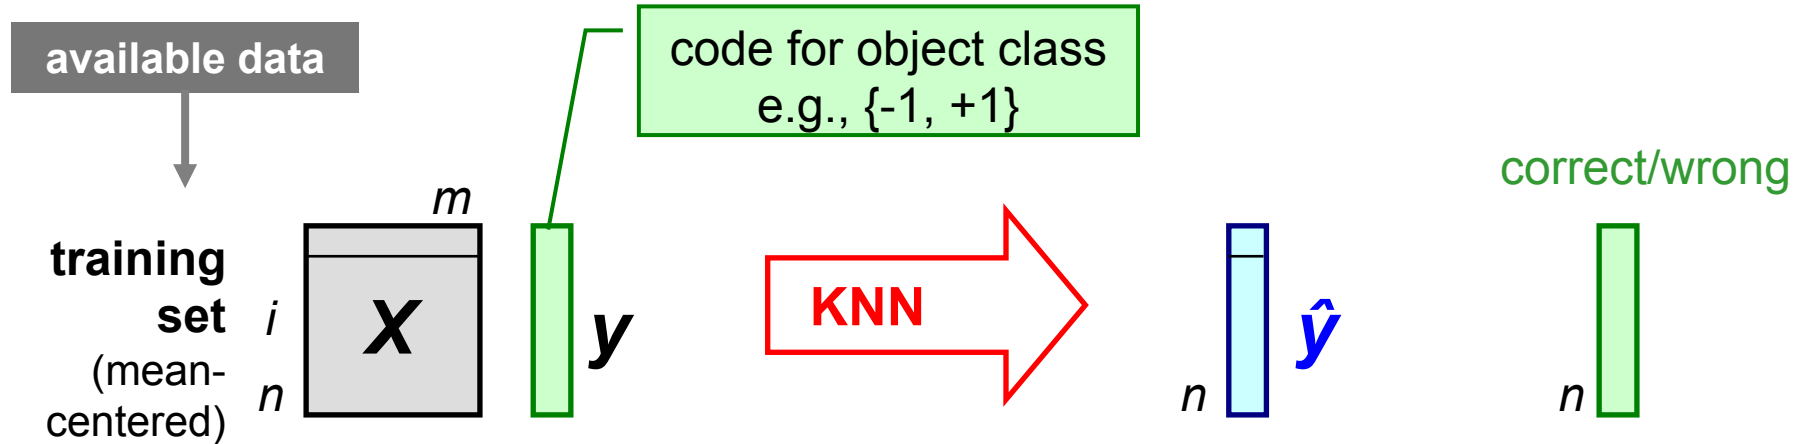 available data
code for object class
e.g., {-1, +1}
correct/wrong
m
training
set
(mean-
centered)
i
n
X
y
KNN
n
ŷ
n